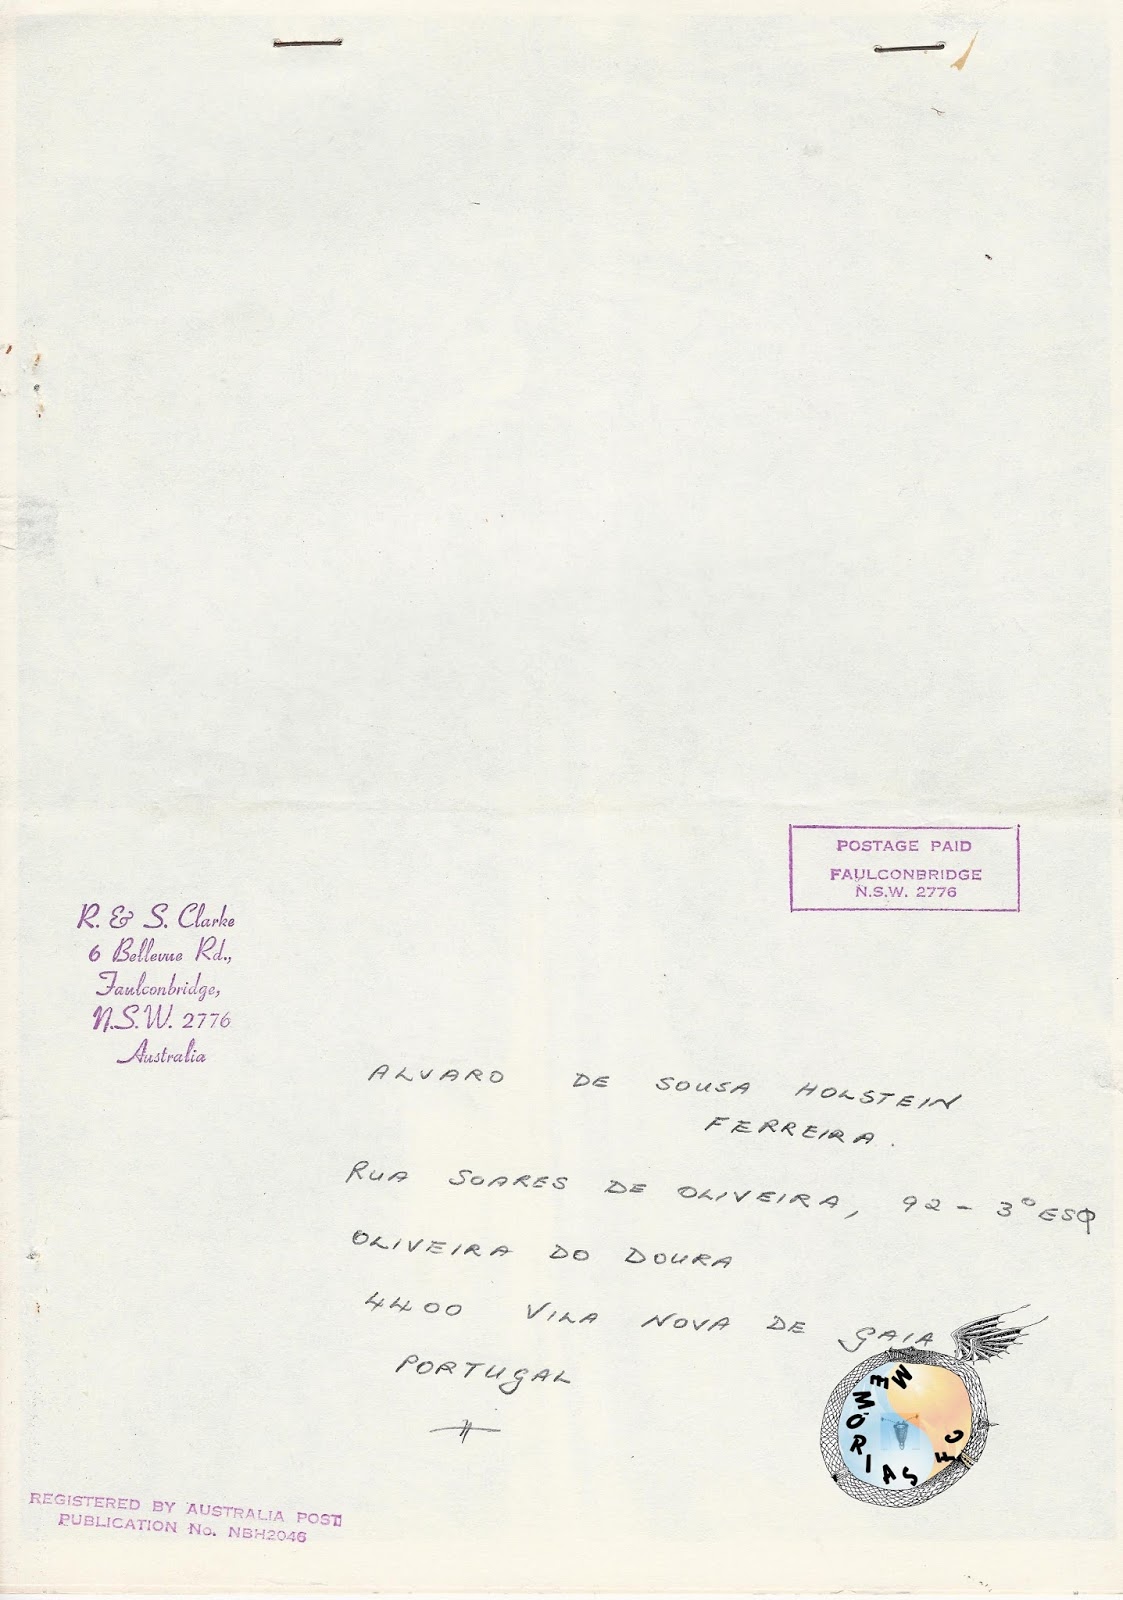 POSTAGE PAID
FAULCONBRIDGE
N.S.W. 2776
R. & S. Clarke
6 Bellevue Rd.,
Faulconbridge,
N.S.W. 2776
Australia
ALVARO DE SOUSA HOLSTEIN
FERREIRA.
RUA SOARES DE OLIVEIRA, 92 - 3º ESQ
OLIVEIRA DO DOURA
4400 VILA NOVA DE GAIA
PORTUGAL
MEMÓRIAS
FC
REGISTERED BY AUSTRALIA POST
PUBLICATION No. NBH2046